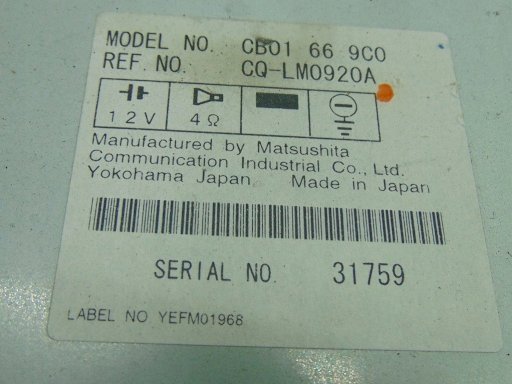 MODEL NO. CB01 66 9C0
REF. NO. CQ-LM0920A
12V 4Ω
Manufactured by Matsushita
Communication Industrial Co., Ltd.
Yokohama Japan Made in Japan
SERIAL NO. 31759
LABEL NO YEFM01968